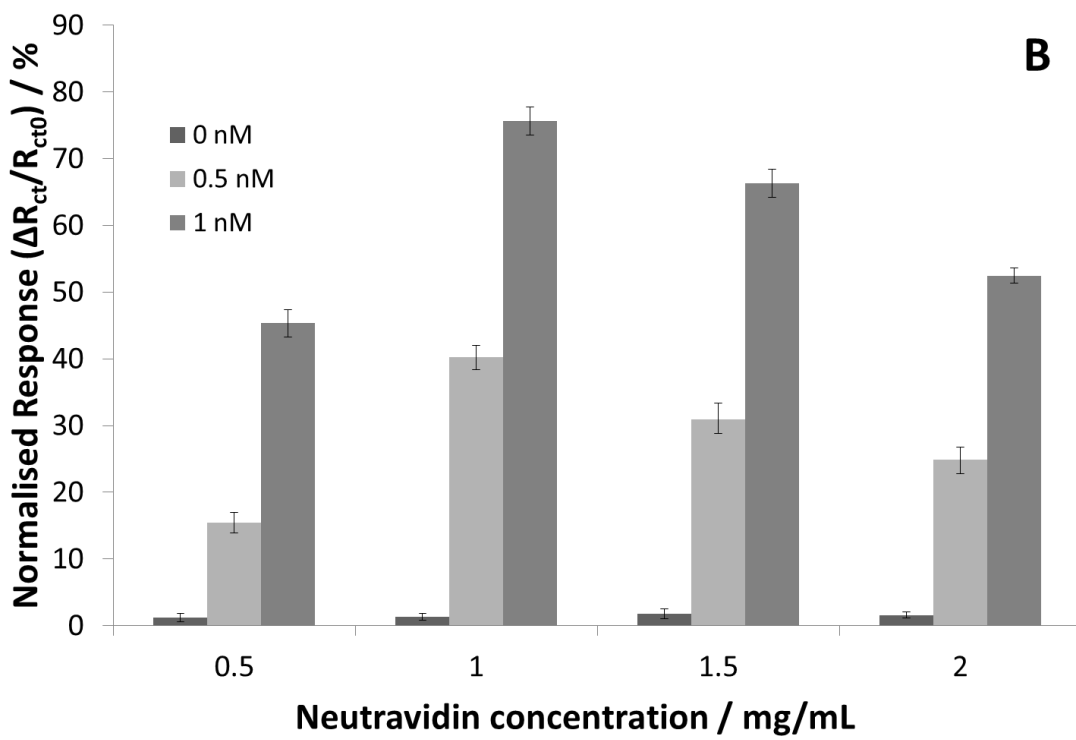 B
Normalised Response (ΔRct/Rct0) / %
90
80
70
60
50
40
30
20
10
0
0 nM
0.5 nM
1 nM
0.5 1 1.5 2
Neutravidin concentration / mg/mL